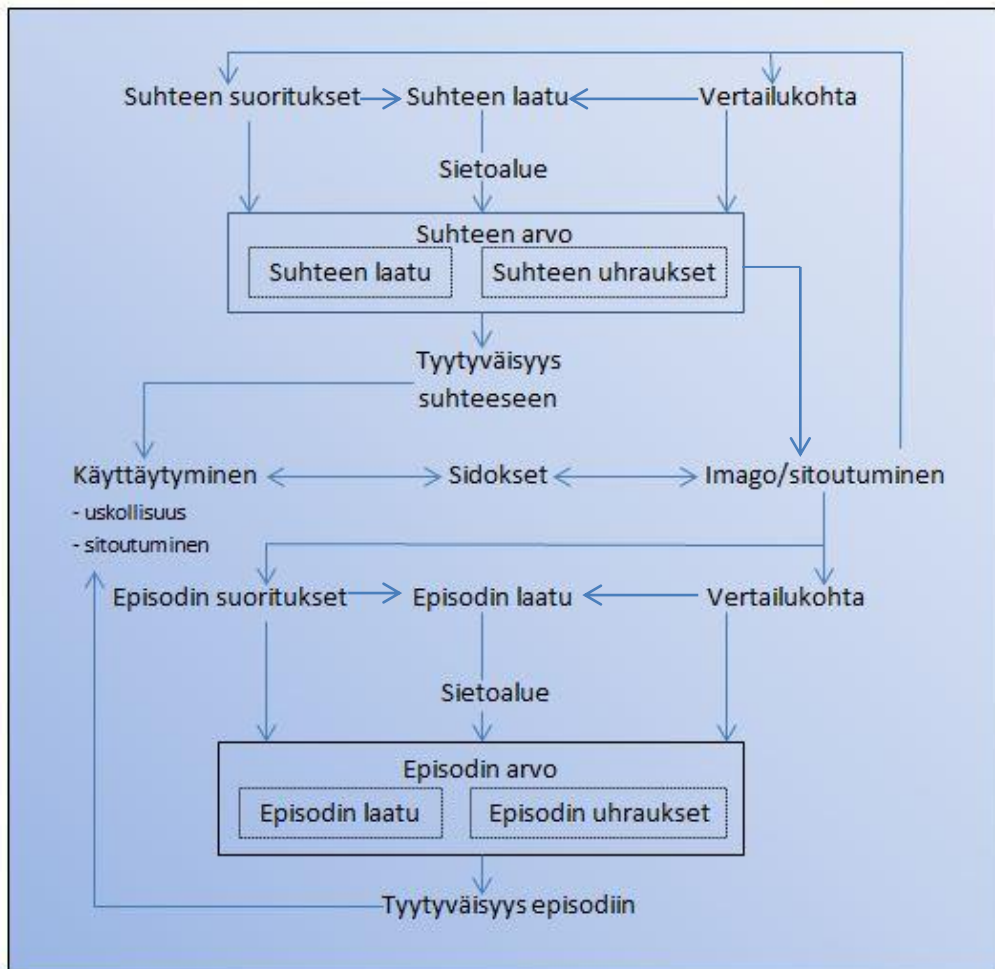 Suhteen suoritukset Suhteen laatu Vertailukohta
Sietoalue
Suhteen arvo
Suhteen laatu Suhteen uhraukset
Tyytyväisyys
suhteeseen
Käyttäytyminen Sidokset Imago/sitoutuminen
- uskollisuus
- sitoutuminen
Episodin suoritukset Episodin laatu Vertailukohta
Sietoalue
Episodin arvo
Episodin laatu Episodin uhraukset
Tyytyväisyys episodiin